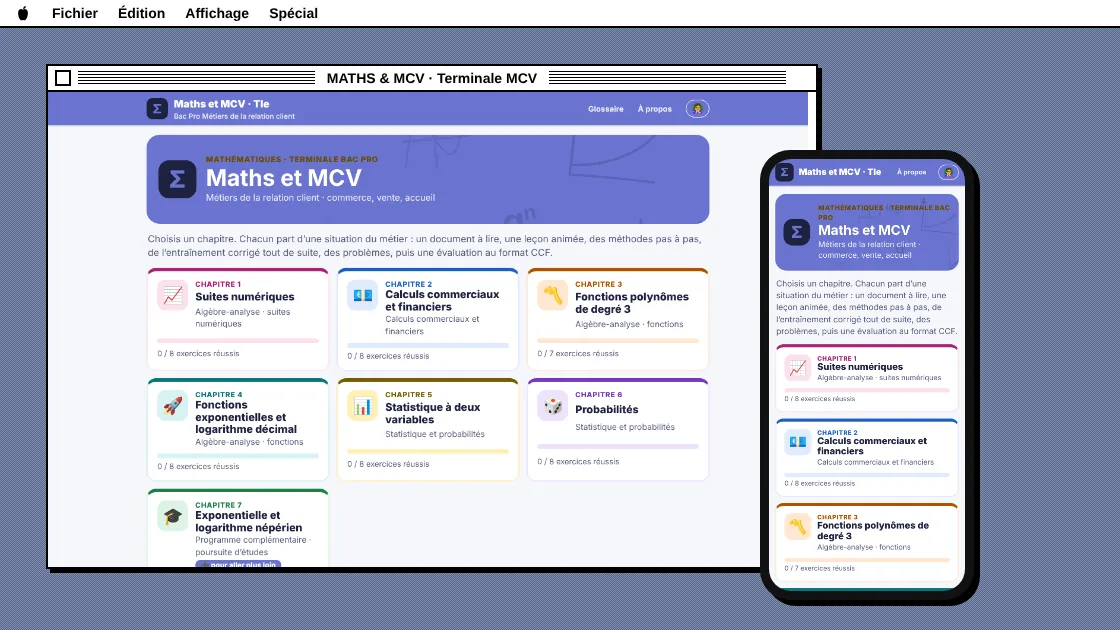 Fichier Édition Affichage Spécial
MATHS & MCV · Terminale MCV
Σ Maths et MCV · Tle
Bac Pro Métiers de la relation client
Glossaire À propos
MATHÉMATIQUES · TERMINALE BAC PRO
Σ Maths et MCV
Métiers de la relation client · commerce, vente, accueil
Choisis un chapitre. Chacun part d'une situation du métier : un document à lire, une leçon animée, des méthodes pas à pas,
de l'entraînement corrigé tout de suite, des problèmes, puis une évaluation au format CCF.
CHAPITRE 1
Suites numériques
Algèbre-analyse · suites
numériques
0 / 8 exercices réussis
CHAPITRE 2
Calculs commerciaux
et financiers
Calculs commerciaux et
financiers
0 / 8 exercices réussis
CHAPITRE 3
Fonctions polynômes
de degré 3
Algèbre-analyse · fonctions
0 / 7 exercices réussis
CHAPITRE 4
Fonctions
exponentielles et
logarithme décimal
Algèbre-analyse · fonctions
0 / 8 exercices réussis
CHAPITRE 5
Statistique à deux
variables
Statistique et probabilités
0 / 8 exercices réussis
CHAPITRE 6
Probabilités
Statistique et probabilités
0 / 8 exercices réussis
CHAPITRE 7
Exponentielle et
logarithme népérien
Programme complémentaire ·
poursuite d'études
pour aller plus loin
Σ Maths et MCV · Tle À propos
MATHÉMATIQUES · TERMINALE BAC
PRO
Σ Maths et MCV
Métiers de la relation client ·
commerce, vente, accueil
Choisis un chapitre. Chacun part d'une
situation du métier : un document à lire, une
leçon animée, des méthodes pas à pas, de
l'entraînement corrigé tout de suite, des
problèmes, puis une évaluation au format CCF.
CHAPITRE 1
Suites numériques
Algèbre-analyse · suites numériques
0 / 8 exercices réussis
CHAPITRE 2
Calculs commerciaux et
financiers
Calculs commerciaux et financiers
0 / 8 exercices réussis
CHAPITRE 3
Fonctions polynômes de
degré 3
Algèbre-analyse · fonctions
0 / 7 exercices réussis